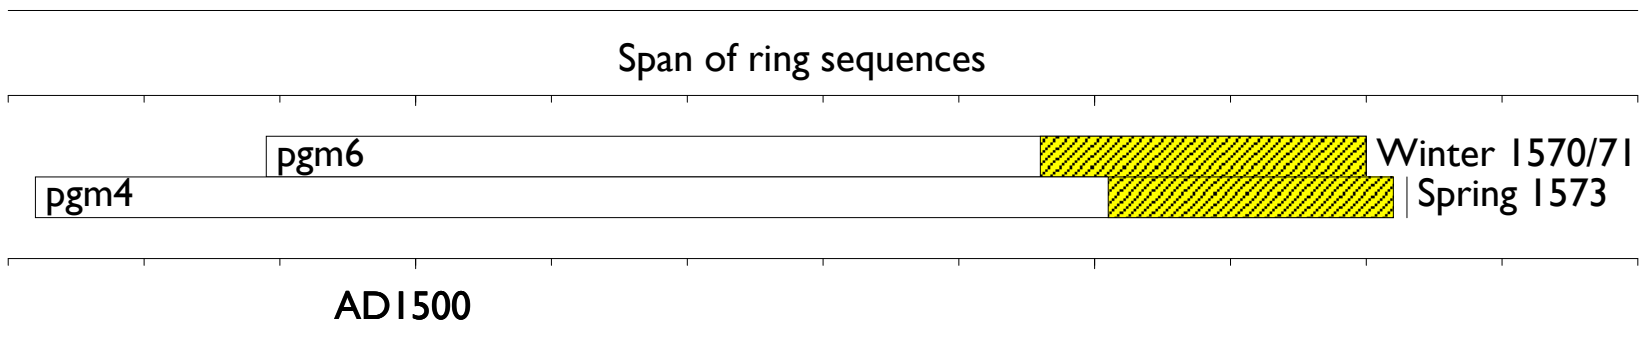 Span of ring sequences
pgm6 Winter 1570/71
pgm4 Spring 1573
AD1500